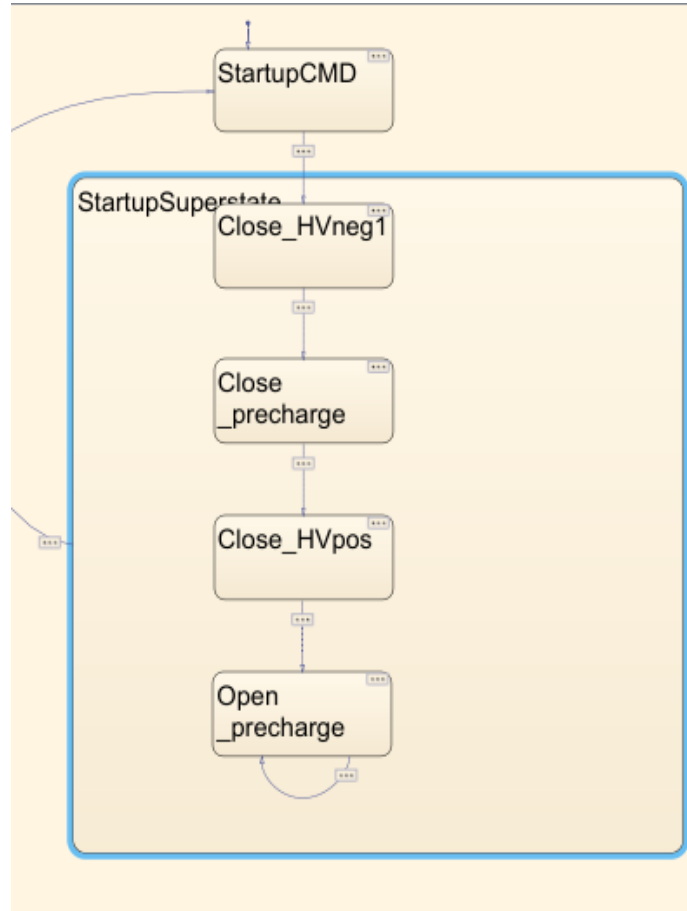 StartupCMD
StartupSuperstate
Close_HVneg1
Close
_precharge
Close_HVpos
Open
_precharge